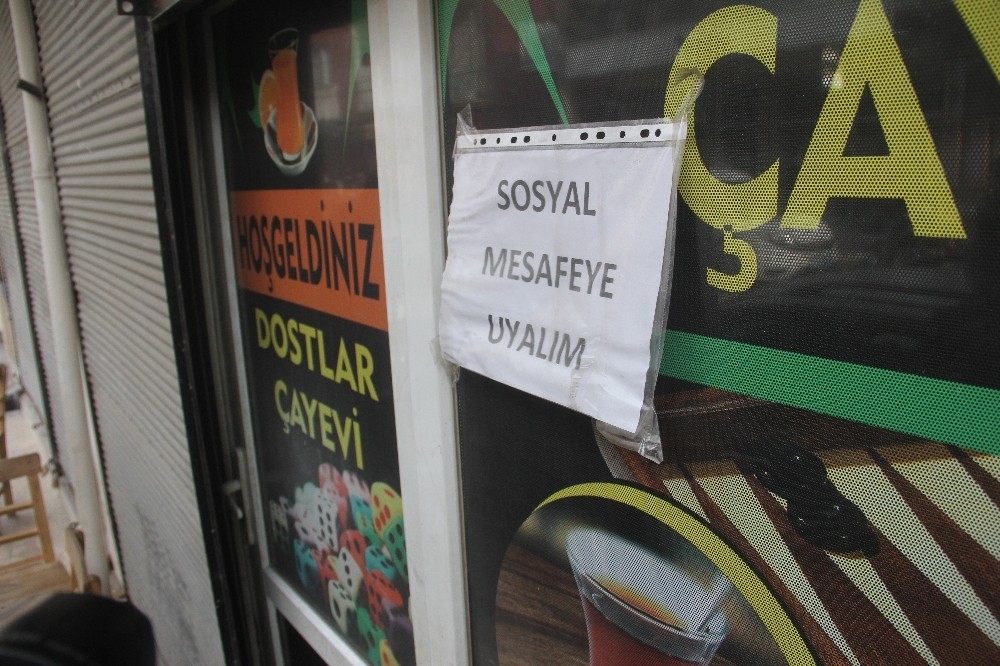 HOŞGELDİNİZ
DOSTLAR
ÇAYEVİ
SOSYAL
MESAFEYE
UYALIM
ÇA